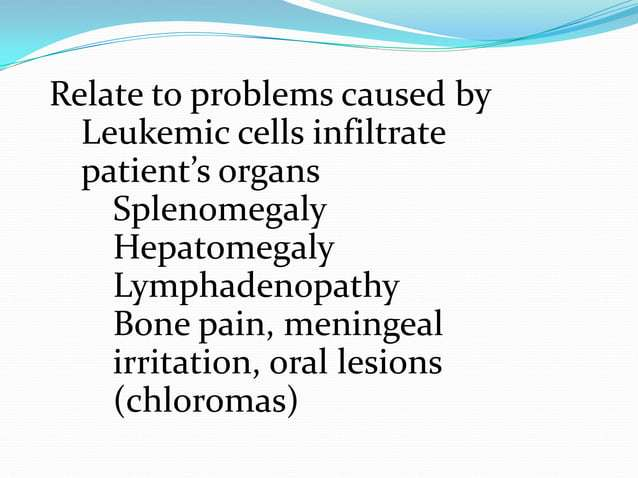 Relate to problems caused by
Leukemic cells infiltrate
patient’s organs
Splenomegaly
Hepatomegaly
Lymphadenopathy
Bone pain, meningeal
irritation, oral lesions
(chloromas)